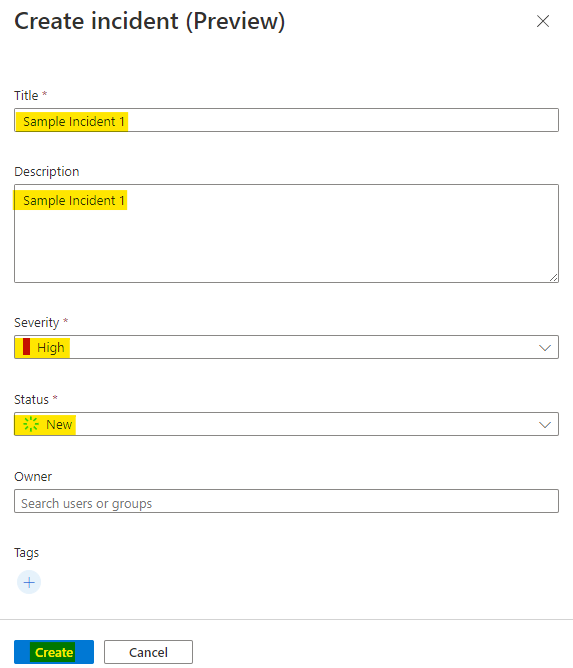 Create incident (Preview)
Title *
Sample Incident 1
Description
Sample Incident 1
Severity *
High
Status *
New
Owner
Search users or groups
Tags
Create Cancel